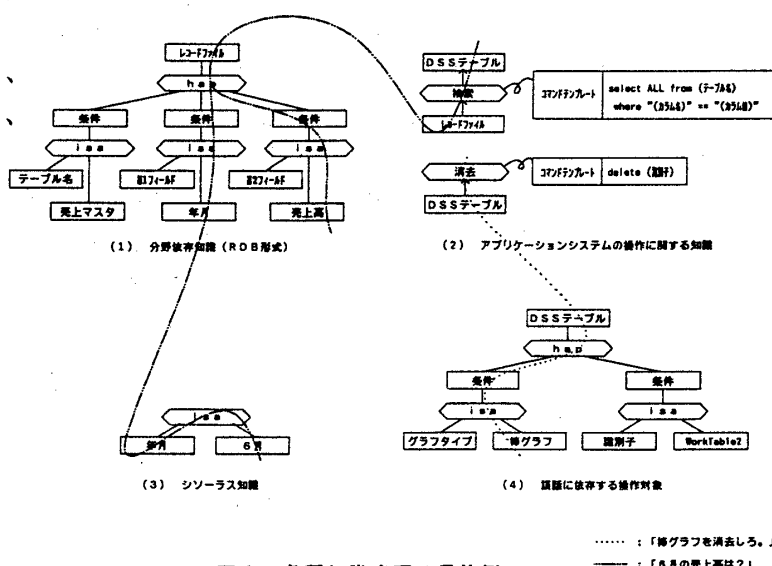 レコードファイル
has
条件
条件
条件
isa
isa
isa
テーブル名
第1フィールド
第2フィールド
売上マスタ
年月
売上高
(1) 分野依存知識(RDB形式)
DSSテーブル
検索
レコードファイル
コマンドテンプレート
select ALL from (テーブル名)
where "(カラム名)" == "(カラム値)"
消去
コマンドテンプレート
delete (識別子)
DSSテーブル
(2) アプリケーションシステムの操作に関する知識
isa
年月
6月
(3) シソーラス知識
DSSテーブル
has
条件
条件
isa
isa
グラフタイプ
棒グラフ
識別子
WorkTable2
(4) 談話に依存する操作対象
:「棒グラフを消去しろ。」
:「6月の売上高は?」